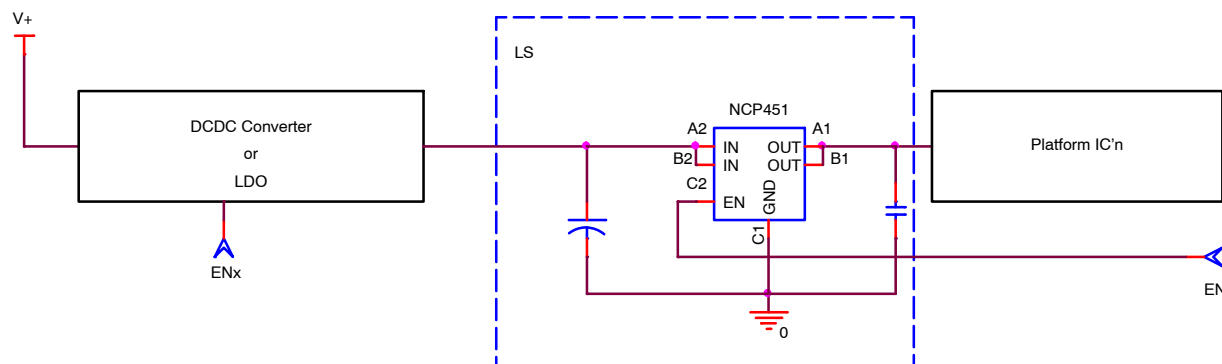 V+
LS
NCP451
DCDC Converter
or
LDO
A2
A1
IN
OUT
Platform IC'n
B2
B1
IN
OUT
C2
EN
GND
C1
ENx
EN
0